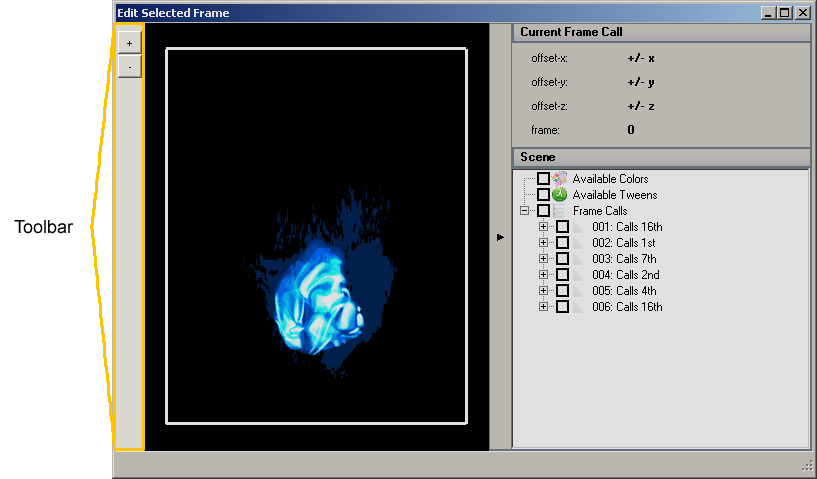 Edit Selected Frame
+
-
Toolbar
Current Frame Call
offset-x: +/- x
offset-y: +/- y
offset-z: +/- z
frame: 0
Scene
Available Colors
Available Tweens
Frame Calls
001: Calls 16th
002: Calls 1st
003: Calls 7th
004: Calls 2nd
005: Calls 4th
006: Calls 16th